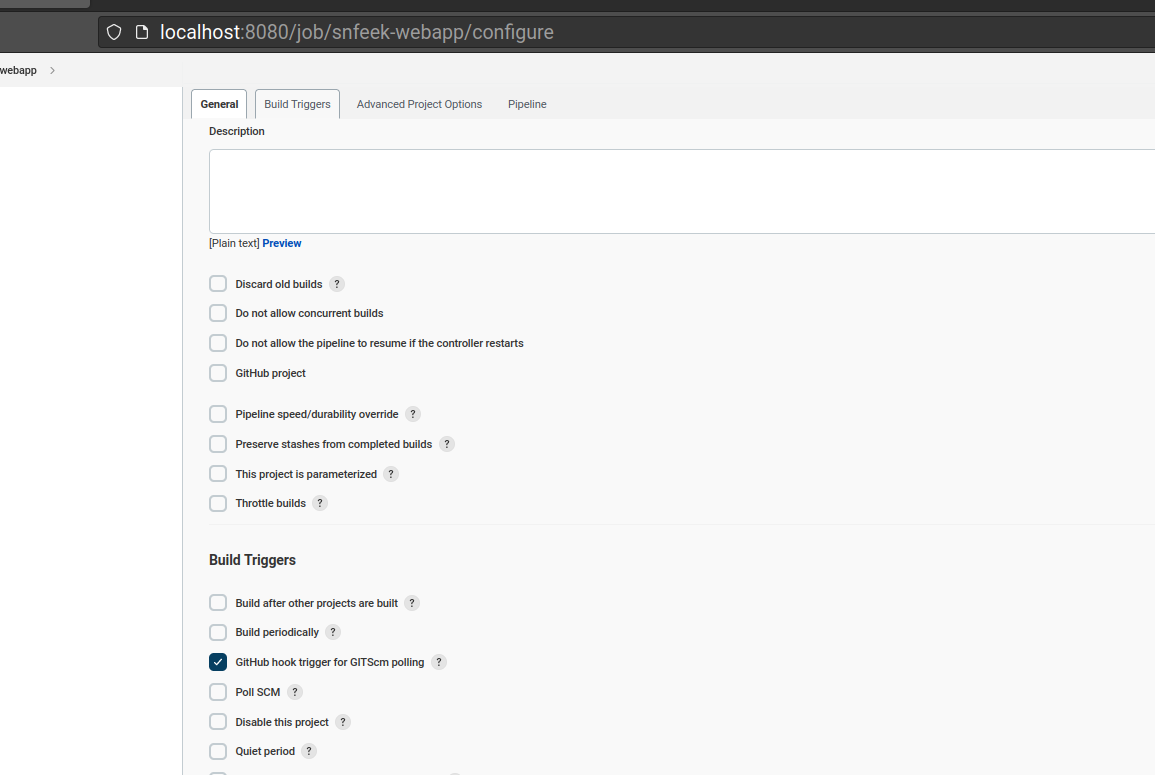 localhost:8080/job/snfeek-webapp/configure
webapp
General Build Triggers Advanced Project Options Pipeline
Description
[Plain text] Preview
Discard old builds ?
Do not allow concurrent builds
Do not allow the pipeline to resume if the controller restarts
GitHub project
Pipeline speed/durability override ?
Preserve stashes from completed builds ?
This project is parameterized ?
Throttle builds ?
Build Triggers
Build after other projects are built ?
Build periodically ?
GitHub hook trigger for GITScm polling ?
Poll SCM ?
Disable this project ?
Quiet period ?